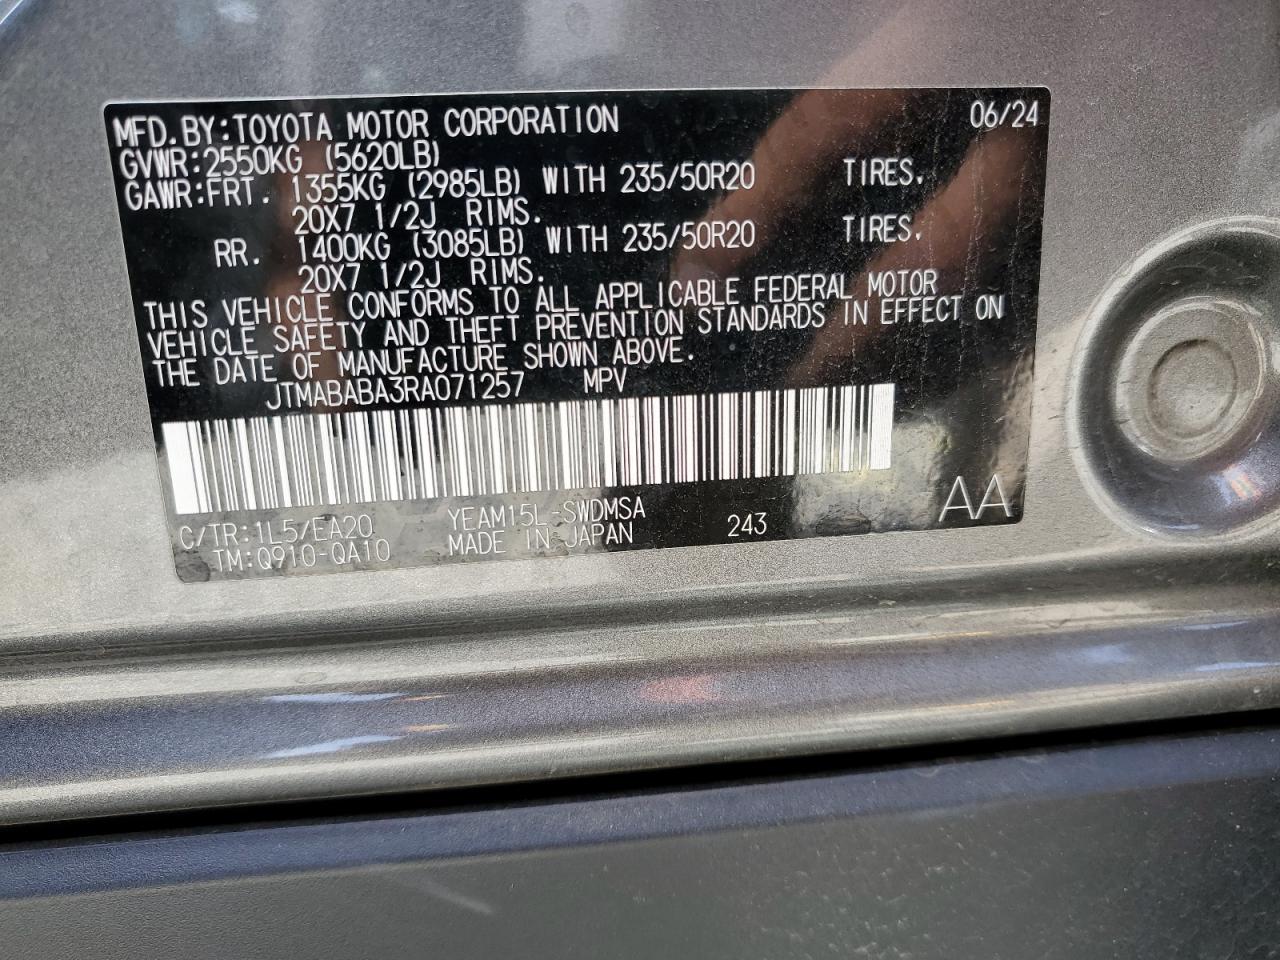 MFD.BY:TOYOTA MOTOR CORPORATION 06/24
GVWR:2550KG (5620LB)
GAWR:FRT. 1355KG (2985LB) WITH 235/50R20 TIRES.
20X7 1/2J RIMS.
RR. 1400KG (3085LB) WITH 235/50R20 TIRES.
20X7 1/2J RIMS.
THIS VEHICLE CONFORMS TO ALL APPLICABLE FEDERAL MOTOR
VEHICLE SAFETY AND THEFT PREVENTION STANDARDS IN EFFECT ON
THE DATE OF MANUFACTURE SHOWN ABOVE.
JTMABABA3RA071257 MPV
C/TR:1L5/EA20 YEAM15L-SWDMSA 243 AA
TM:Q910-QA10 MADE IN JAPAN